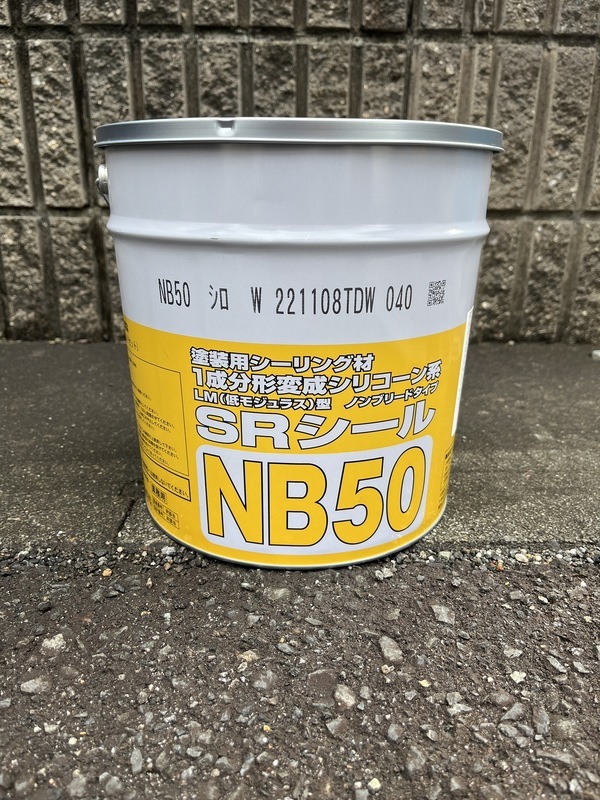 NB50 シロ W 221108TDW 040
塗装用シーリング材
1成分形変成シリコーン系
LM(低モジュラス)型 ノンブリードタイプ
SRシール
NB50